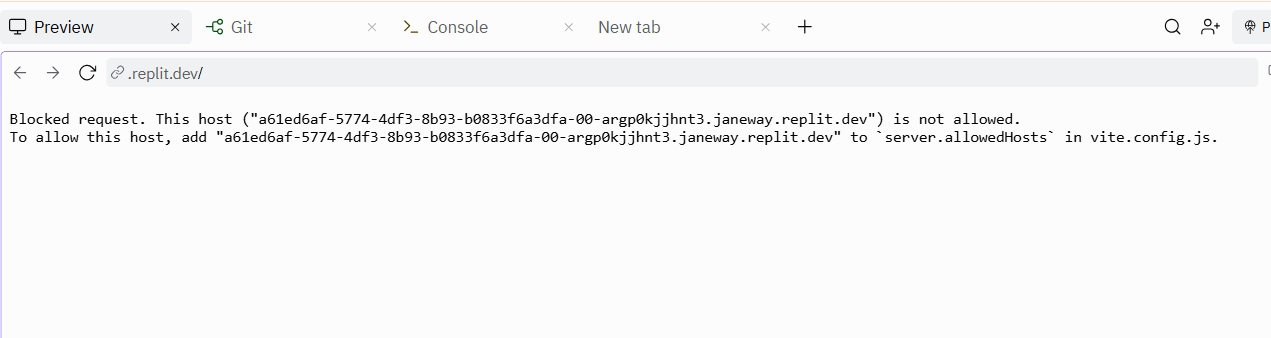 Preview Git Console New tab P
.replit.dev/
Blocked request. This host ("a61ed6af-5774-4df3-8b93-b0833f6a3dfa-00-argp0kjjhnt3.janeway.replit.dev") is not allowed.
To allow this host, add "a61ed6af-5774-4df3-8b93-b0833f6a3dfa-00-argp0kjjhnt3.janeway.replit.dev" to `server.allowedHosts` in vite.config.js.